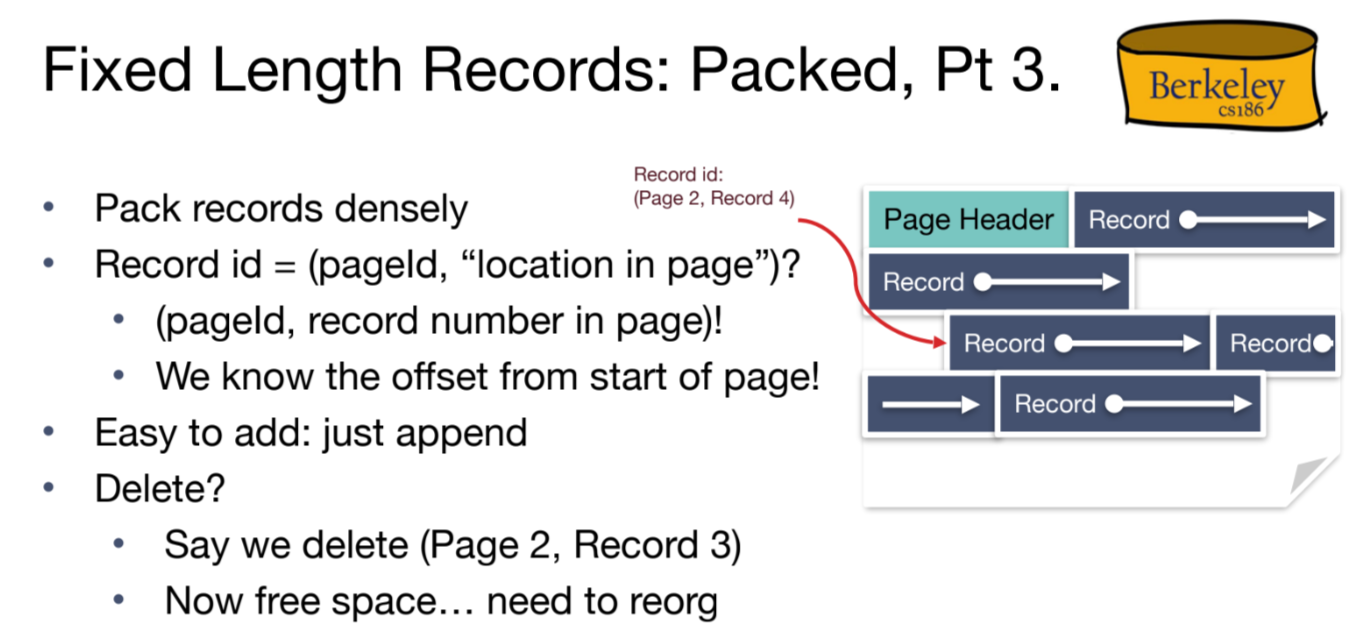 Fixed Length Records: Packed, Pt 3.
Berkeley
cs186
• Pack records densely
• Record id = (pageId, “location in page”)?
• (pageId, record number in page)!
• We know the offset from start of page!
• Easy to add: just append
• Delete?
• Say we delete (Page 2, Record 3)
• Now free space… need to reorg
Record id:
(Page 2, Record 4)
Page Header
Record
Record
Record
Record
Record